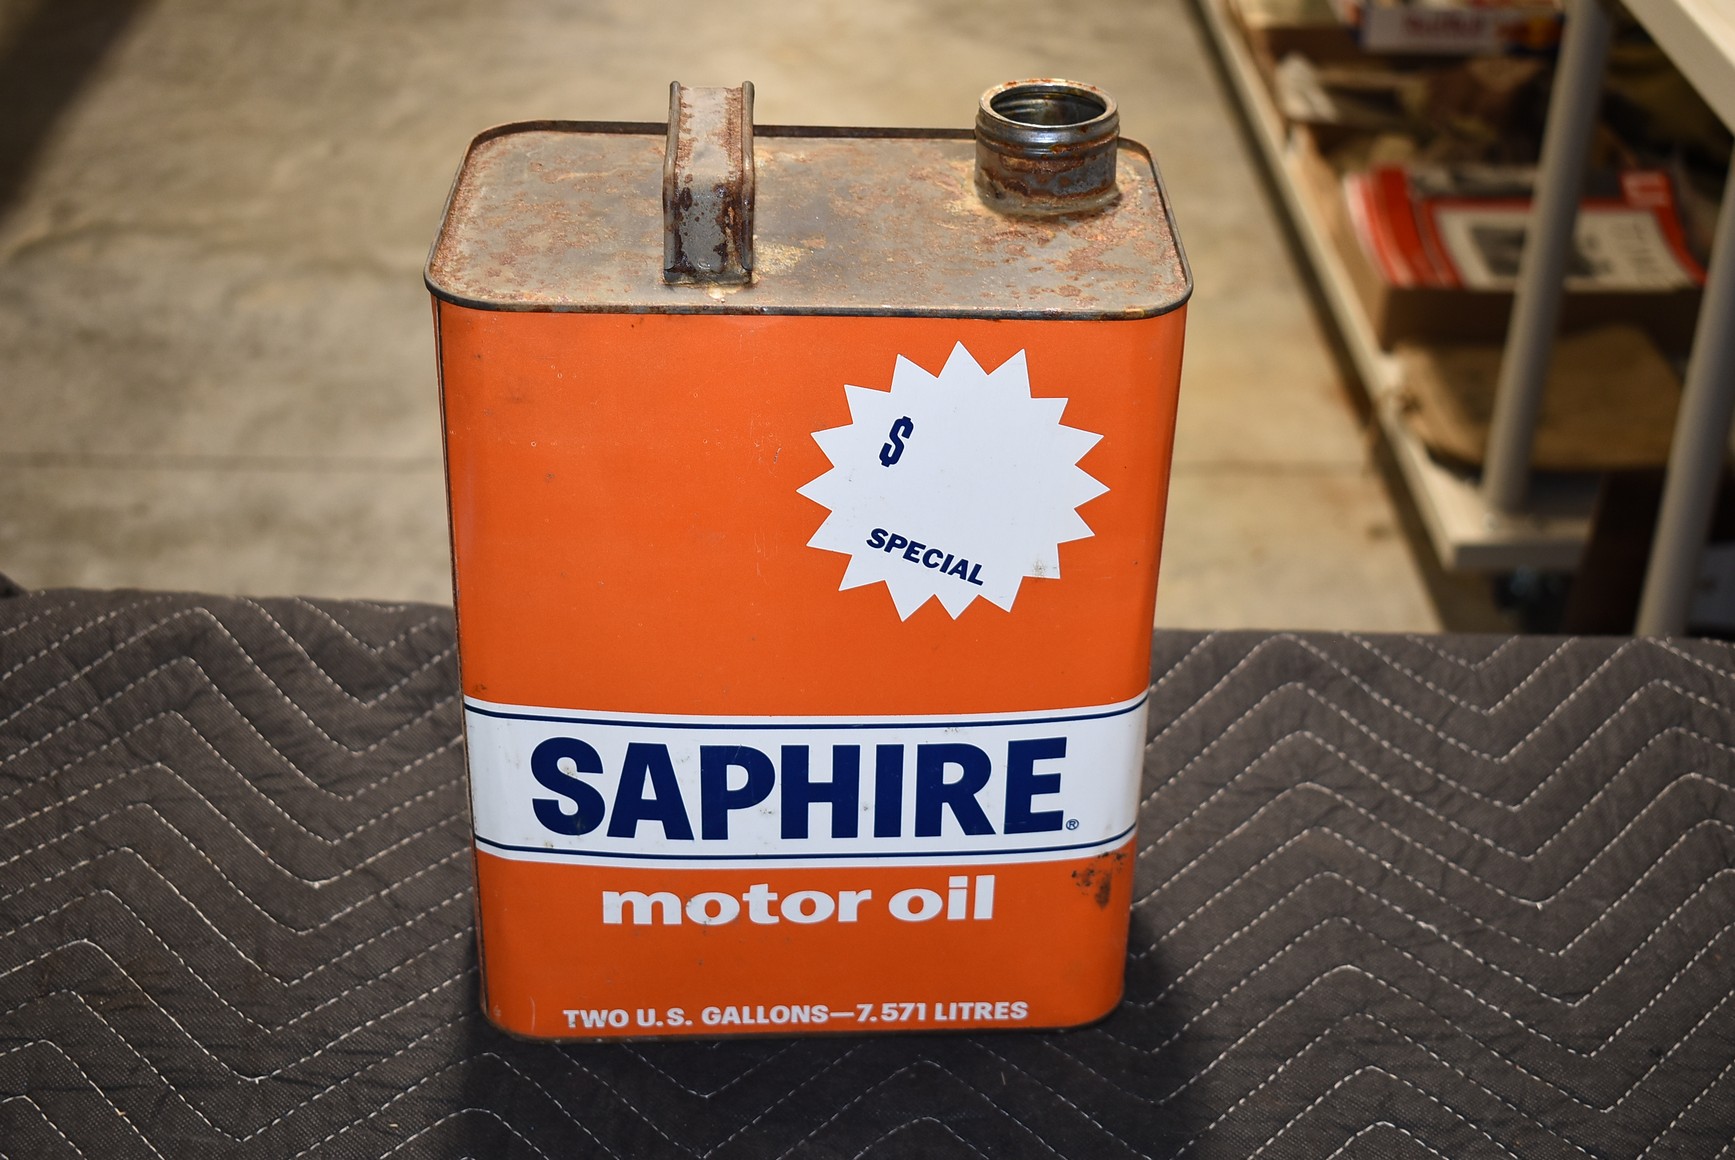 $
SPECIAL
SAPHIRE®
motor oil
TWO U.S. GALLONS—7.571 LITRES